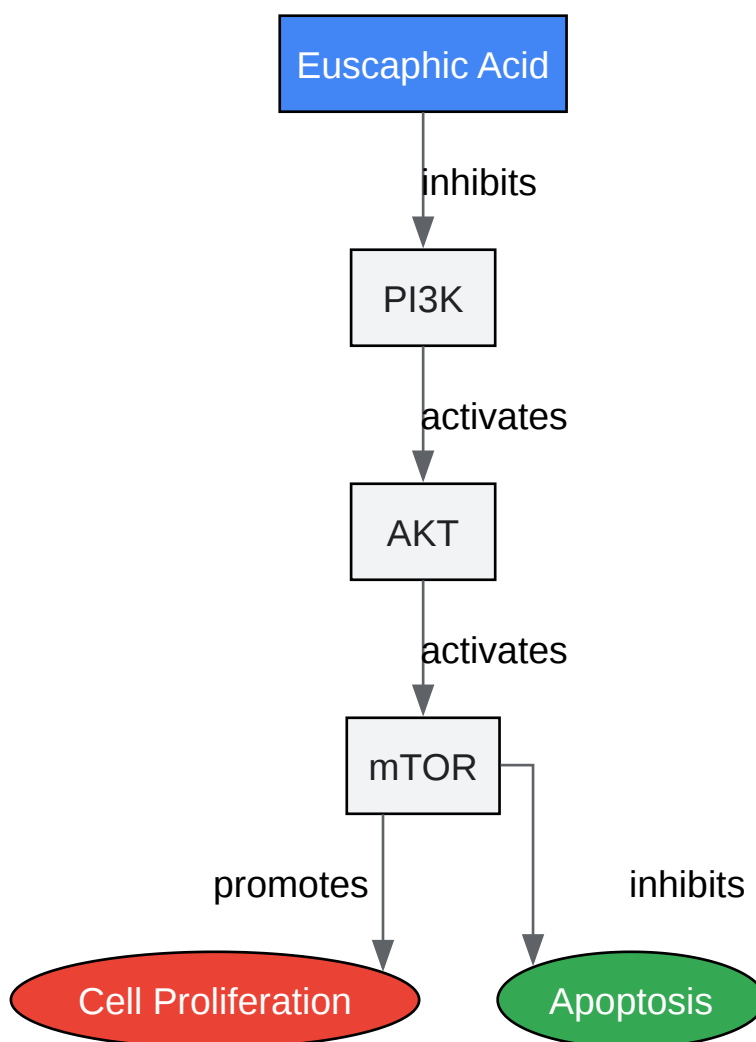 Euscaphic Acid
inhibits
PI3K
activates
AKT
activates
mTOR
promotes
inhibits
Cell Proliferation
Apoptosis